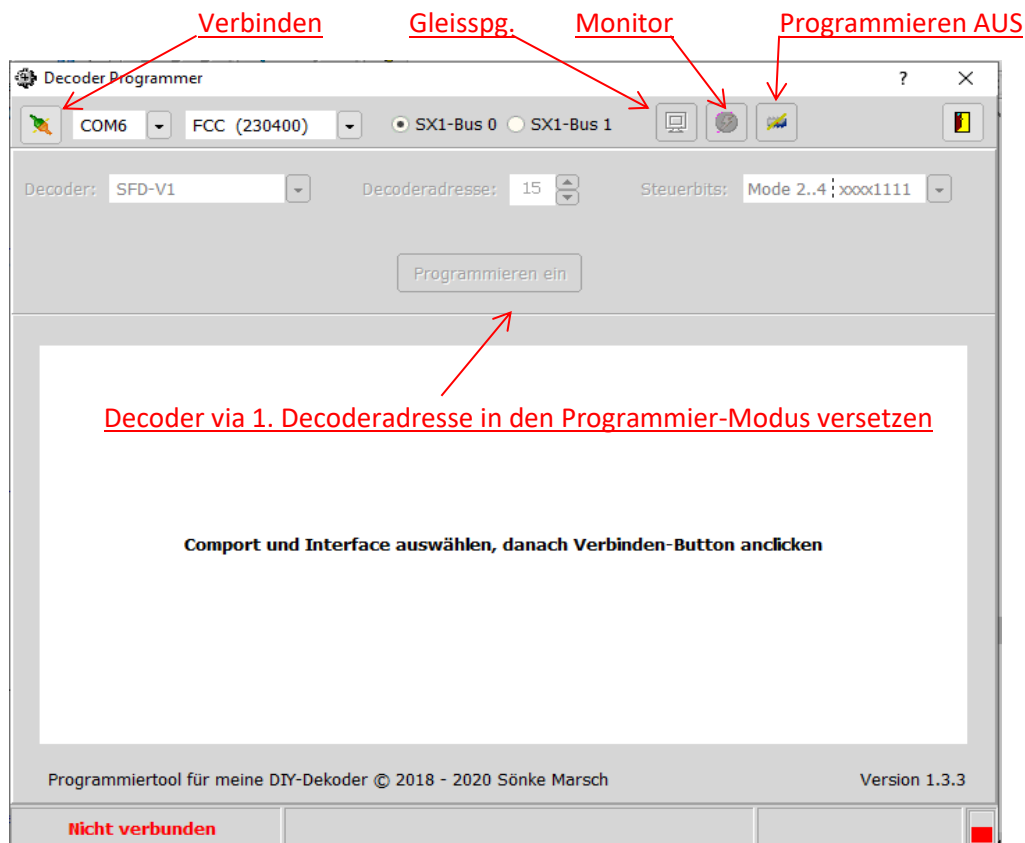 Verbinden Gleisspg. Monitor Programmieren AUS
Decoder Programmer ?
COM6 FCC (230400) SX1-Bus 0 SX1-Bus 1
Decoder: SFD-V1 Decoderadresse: 15 Steuerbits: Mode 2..4 ¦ xxxx1111
Programmieren ein
Decoder via 1. Decoderadresse in den Programmier-Modus versetzen
Comport und Interface auswählen, danach Verbinden-Button anclicken
Programmiertool für meine DIY-Dekoder © 2018 - 2020 Sönke Marsch Version 1.3.3
Nicht verbunden